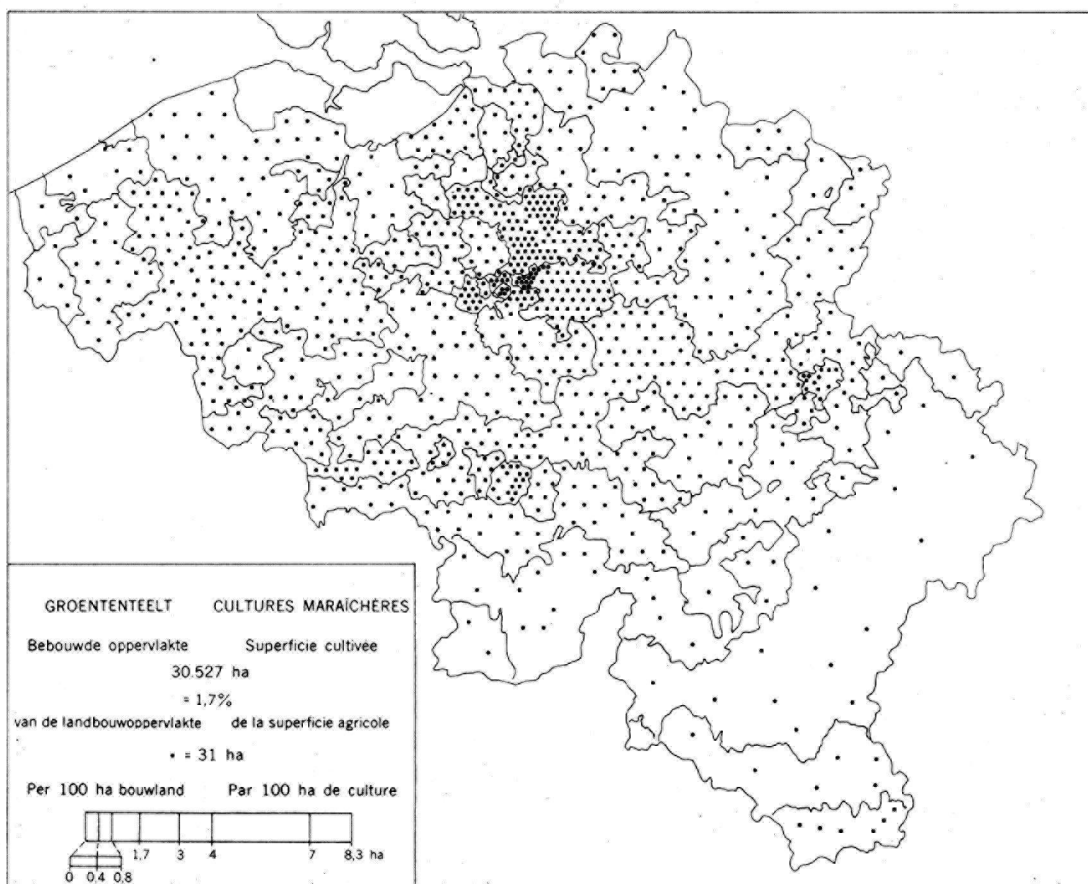 GROENTENTEELT CULTURES MARAÎCHÈRES
Bebouwde oppervlakte Superficie cultivée
30.527 ha
= 1,7%
van de landbouwoppervlakte de la superficie agricole
• = 31 ha
Per 100 ha bouwland Par 100 ha de culture
1,7 3 4 7 8,3 ha
0 0,4 0,8